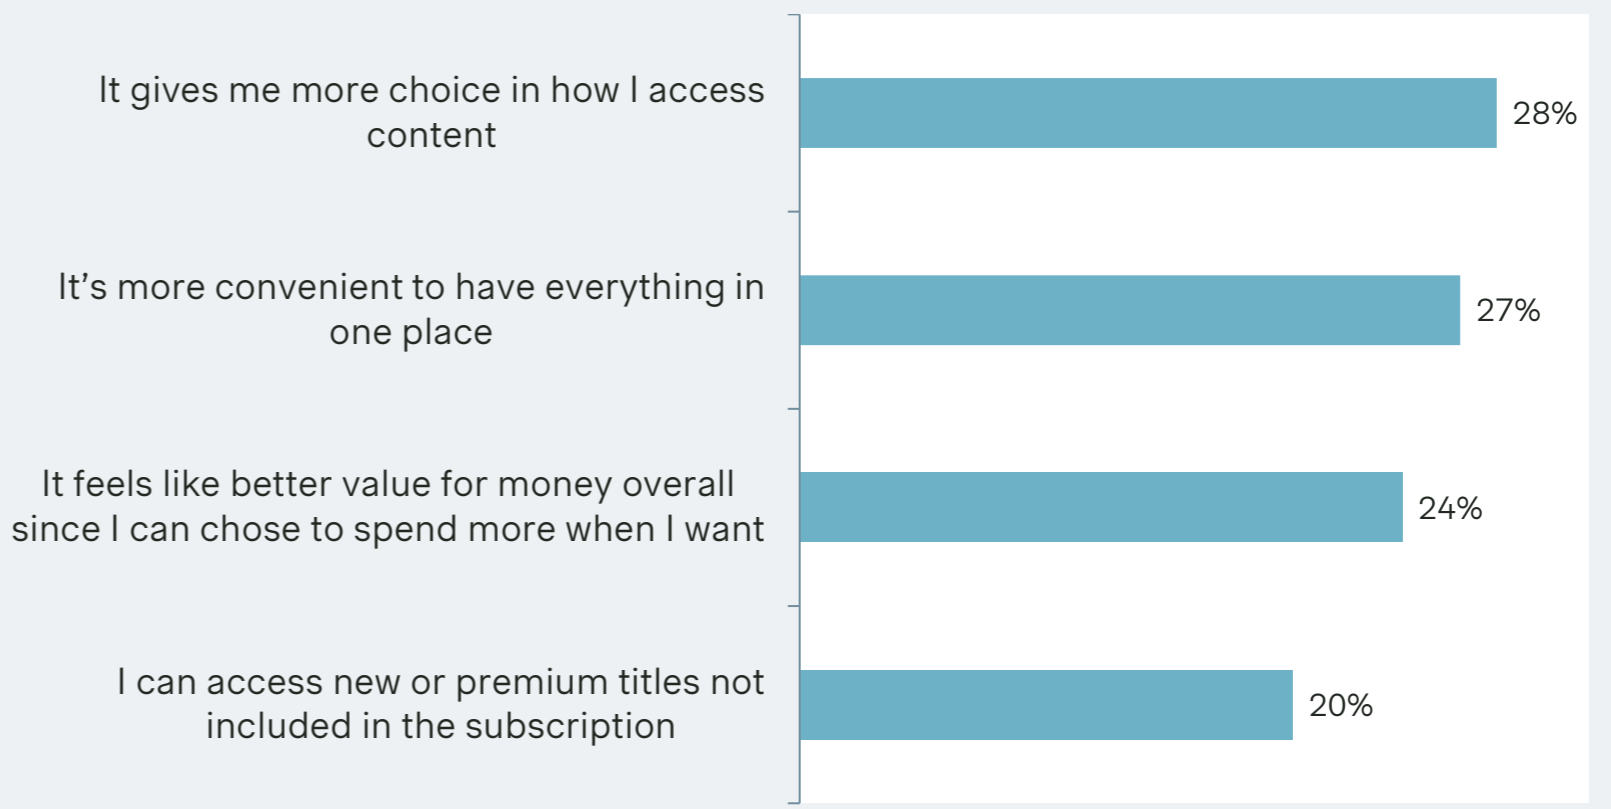 It gives me more choice in how I access
content
28%
It’s more convenient to have everything in
one place
27%
It feels like better value for money overall
since I can chose to spend more when I want
24%
I can access new or premium titles not
included in the subscription
20%